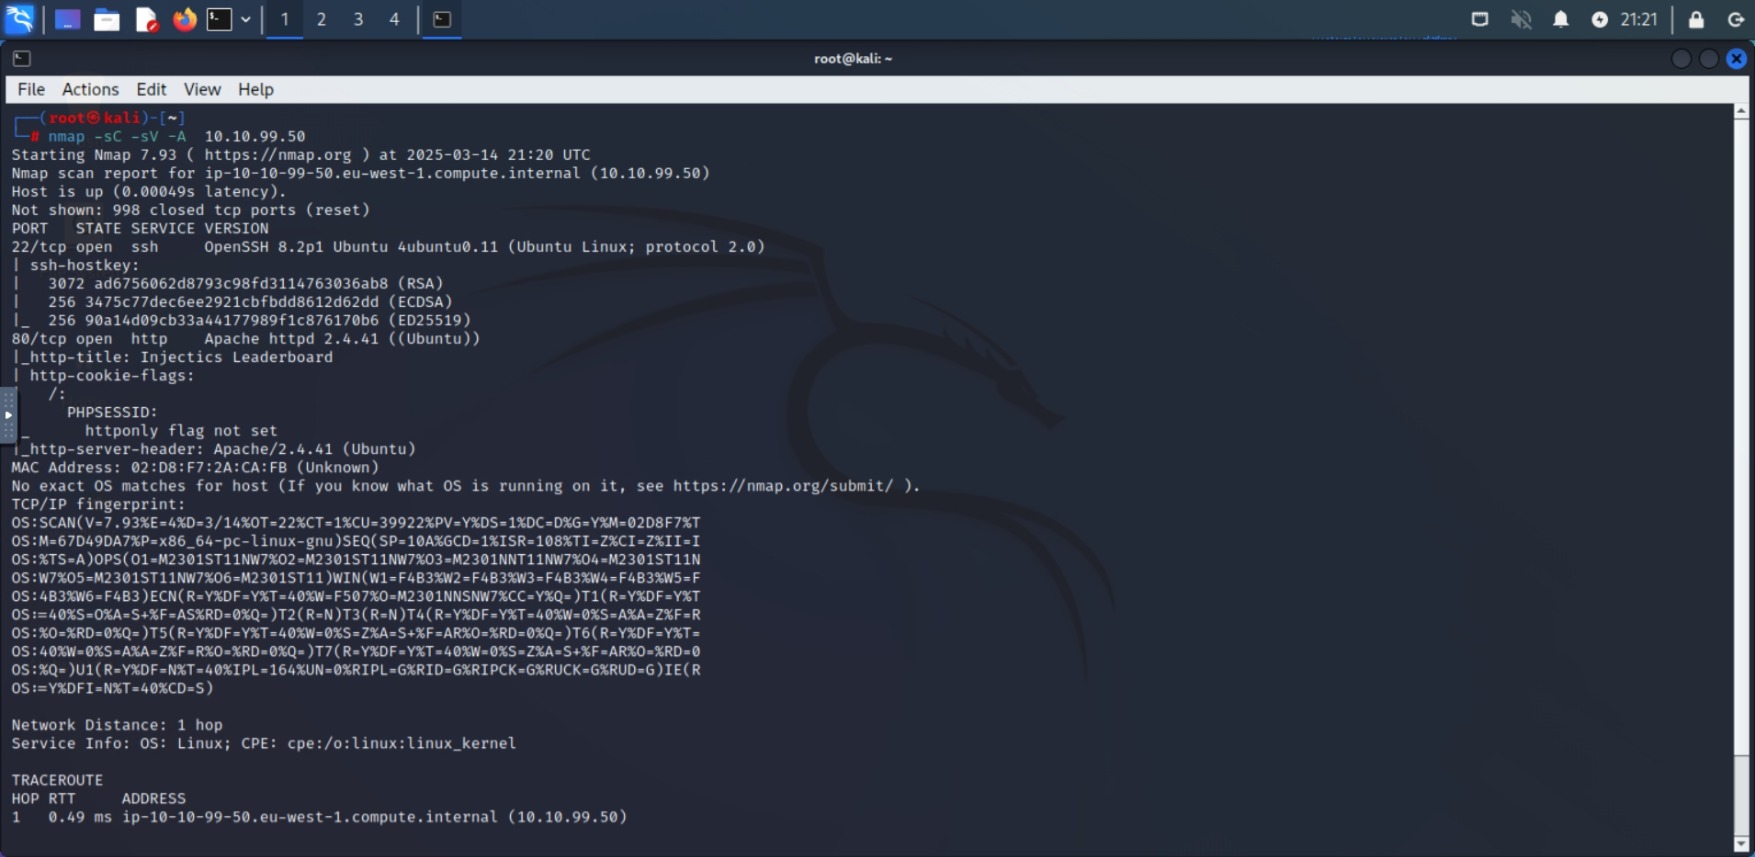 1 2 3 4 21:21
root@kali: ~
File Actions Edit View Help
┌──(root㉿kali)-[~]
└─# nmap -sC -sV -A  10.10.99.50
Starting Nmap 7.93 ( https://nmap.org ) at 2025-03-14 21:20 UTC
Nmap scan report for ip-10-10-99-50.eu-west-1.compute.internal (10.10.99.50)
Host is up (0.00049s latency).
Not shown: 998 closed tcp ports (reset)
PORT   STATE SERVICE VERSION
22/tcp open  ssh     OpenSSH 8.2p1 Ubuntu 4ubuntu0.11 (Ubuntu Linux; protocol 2.0)
| ssh-hostkey:
|   3072 ad6756062d8793c98fd3114763036ab8 (RSA)
|   256 3475c77dec6ee2921cbfbdd8612d62dd (ECDSA)
|_  256 90a14d09cb33a44177989f1c876170b6 (ED25519)
80/tcp open  http    Apache httpd 2.4.41 ((Ubuntu))
|_http-title: Injectics Leaderboard
| http-cookie-flags:
/:
PHPSESSID:
_      httponly flag not set
|_http-server-header: Apache/2.4.41 (Ubuntu)
MAC Address: 02:D8:F7:2A:CA:FB (Unknown)
No exact OS matches for host (If you know what OS is running on it, see https://nmap.org/submit/ ).
TCP/IP fingerprint:
OS:SCAN(V=7.93%E=4%D=3/14%OT=22%CT=1%CU=39922%PV=Y%DS=1%DC=D%G=Y%M=02D8F7%T
OS:M=67D49DA7%P=x86_64-pc-linux-gnu)SEQ(SP=10A%GCD=1%ISR=108%TI=Z%CI=Z%II=I
OS:%TS=A)OPS(O1=M2301ST11NW7%O2=M2301ST11NW7%O3=M2301NNT11NW7%O4=M2301ST11N
OS:W7%O5=M2301ST11NW7%O6=M2301ST11)WIN(W1=F4B3%W2=F4B3%W3=F4B3%W4=F4B3%W5=F
OS:4B3%W6=F4B3)ECN(R=Y%DF=Y%T=40%W=F507%O=M2301NNSNW7%CC=Y%Q=)T1(R=Y%DF=Y%T
OS:=40%S=O%A=S+%F=AS%RD=0%Q=)T2(R=N)T3(R=N)T4(R=Y%DF=Y%T=40%W=0%S=A%A=Z%F=R
OS:%O=%RD=0%Q=)T5(R=Y%DF=Y%T=40%W=0%S=Z%A=S+%F=AR%O=%RD=0%Q=)T6(R=Y%DF=Y%T=
OS:40%W=0%S=A%A=Z%F=R%O=%RD=0%Q=)T7(R=Y%DF=Y%T=40%W=0%S=Z%A=S+%F=AR%O=%RD=0
OS:%Q=)U1(R=Y%DF=N%T=40%IPL=164%UN=0%RIPL=G%RID=G%RIPCK=G%RUCK=G%RUD=G)IE(R
OS:=Y%DFI=N%T=40%CD=S)
Network Distance: 1 hop
Service Info: OS: Linux; CPE: cpe:/o:linux:linux_kernel
TRACEROUTE
HOP RTT     ADDRESS
1   0.49 ms ip-10-10-99-50.eu-west-1.compute.internal (10.10.99.50)